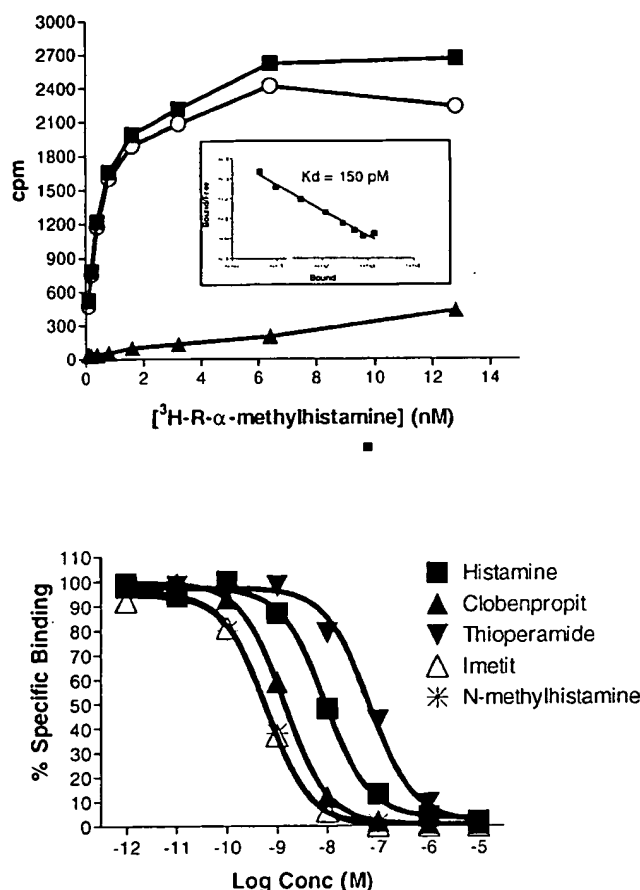 3000
2700
2400
2100
1800
1500
1200
900
600
300
0
cpm
Kd = 150 pM
Bound/Free
Bound
0 2 4 6 8 10 12 14
[³H-R-α-methylhistamine] (nM)
110
100
90
80
70
60
50
40
30
20
10
0
% Specific Binding
-12 -11 -10 -9 -8 -7 -6 -5
Log Conc (M)
Histamine
Clobenpropit
Thioperamide
Imetit
N-methylhistamine